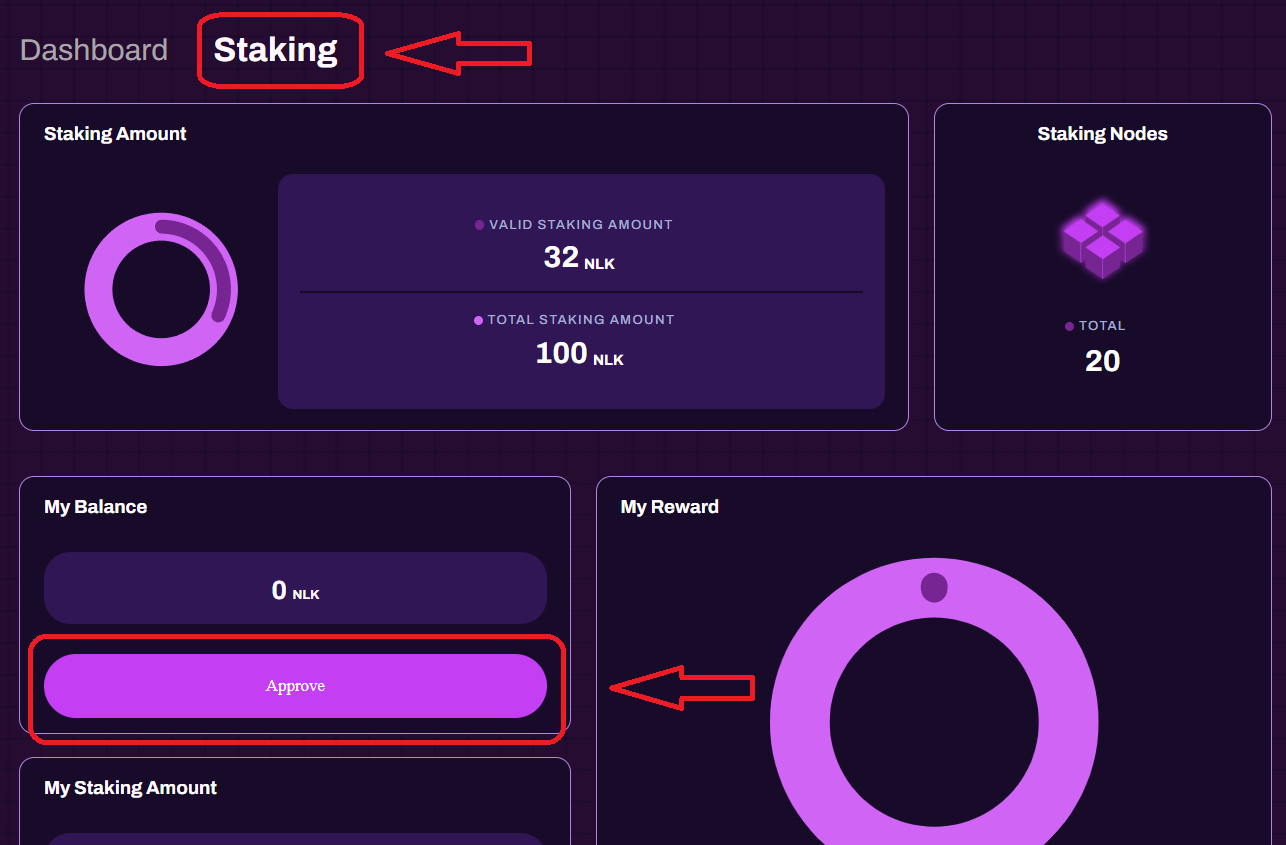 Dashboard Staking
Staking Amount
VALID STAKING AMOUNT
32 NLK
TOTAL STAKING AMOUNT
100 NLK
Staking Nodes
TOTAL
20
My Balance
0 NLK
Approve
My Reward
My Staking Amount